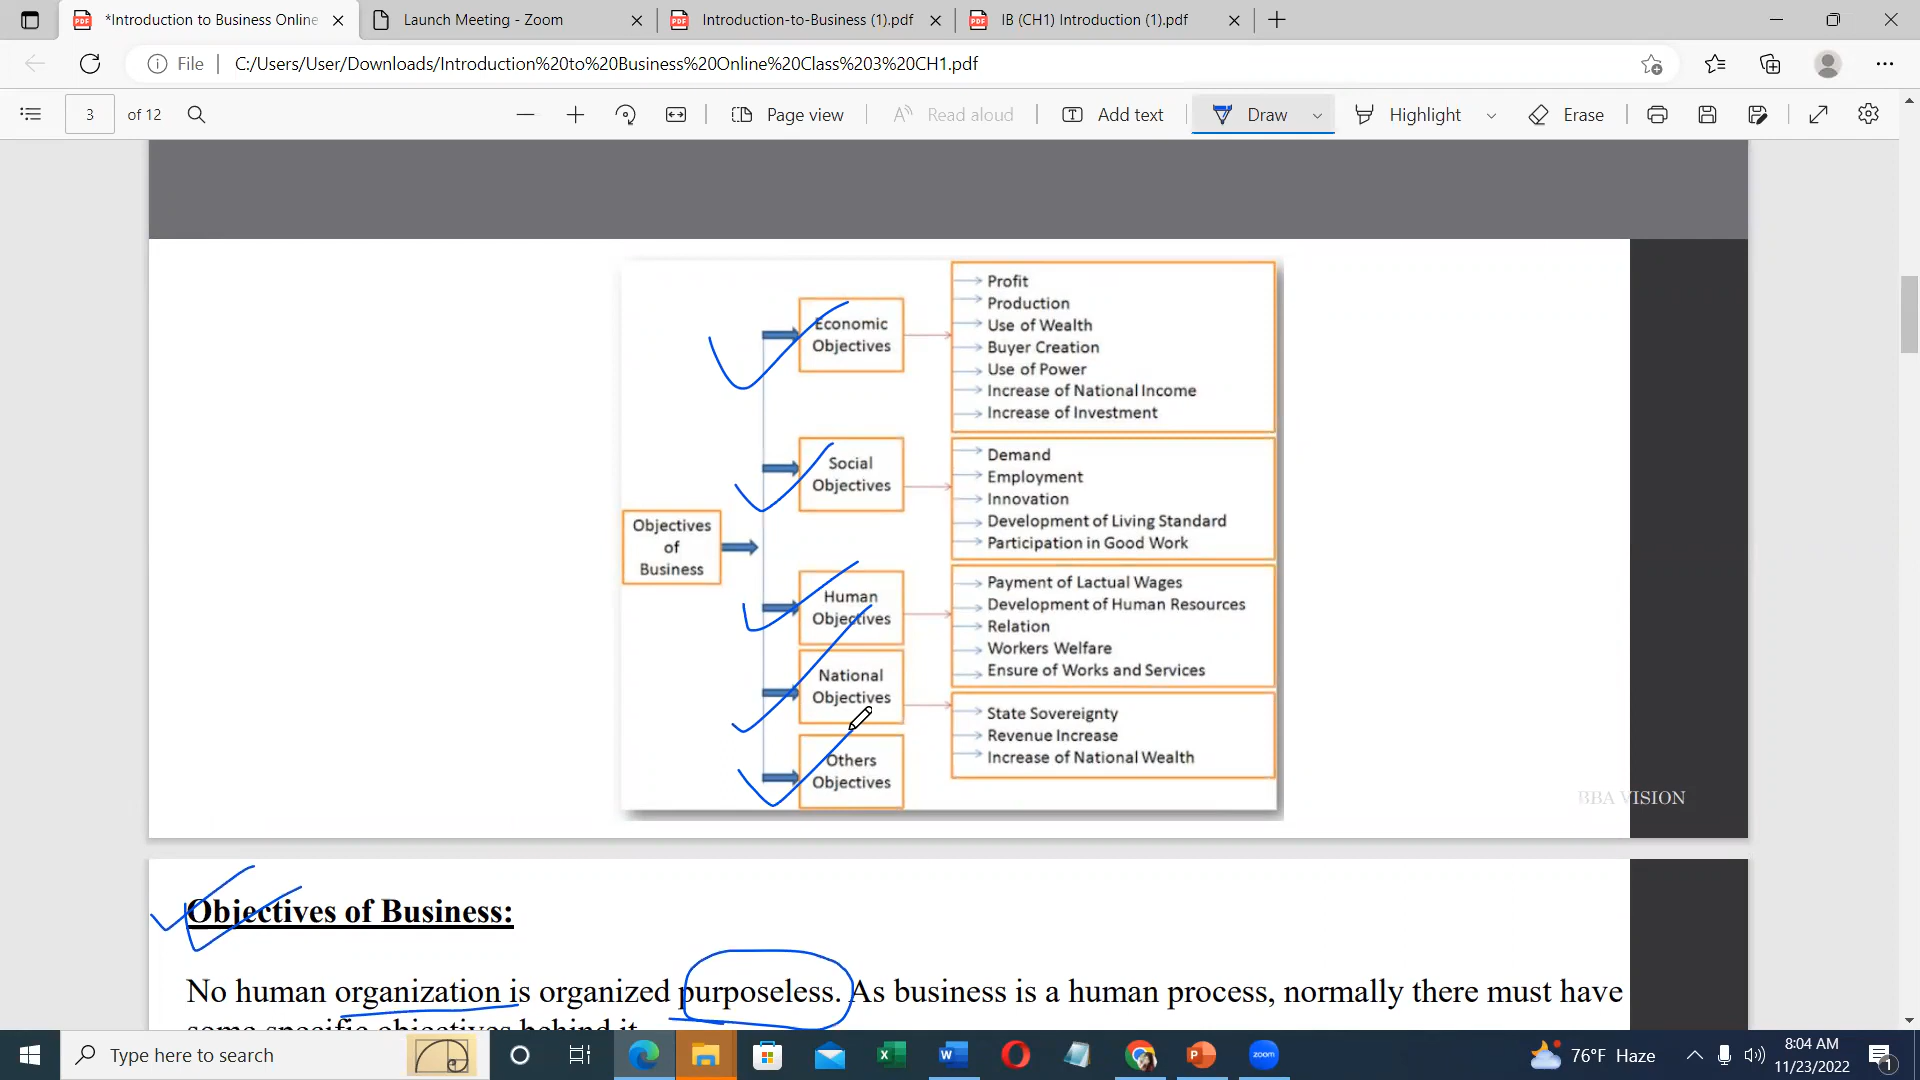 *Introduction to Business Online
Launch Meeting - Zoom
Introduction-to-Business (1).pdf
IB (CH1) Introduction (1).pdf
File
C:/Users/User/Downloads/Introduction%20to%20Business%20Online%20Class%203%20CH1.pdf
3 of 12
Page view
Read aloud
Add text
Draw
Highlight
Erase
Objectives
of
Business
Economic
Objectives
Profit
Production
Use of Wealth
Buyer Creation
Use of Power
Increase of National Income
Increase of Investment
Social
Objectives
Demand
Employment
Innovation
Development of Living Standard
Participation in Good Work
Human
Objectives
Payment of Lactual Wages
Development of Human Resources
Relation
Workers Welfare
Ensure of Works and Services
National
Objectives
State Sovereignty
Revenue Increase
Increase of National Wealth
Others
Objectives
BBA VISION
Objectives of Business:
No human organization is organized purposeless. As business is a human process, normally there must have
some specific objectives behind it.
Type here to search
zoom
76°F Haze
8:04 AM
11/23/2022
1